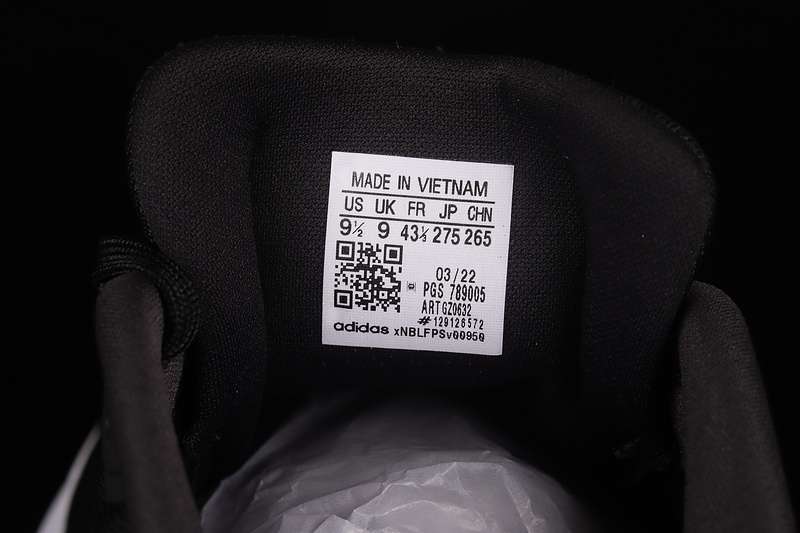 MADE IN VIETNAM
US UK FR JP CHN
9½ 9 43⅓ 275 265
03/22
PGS 789005
ART GZ0632
#129126572
adidas xNBLFPSv00950